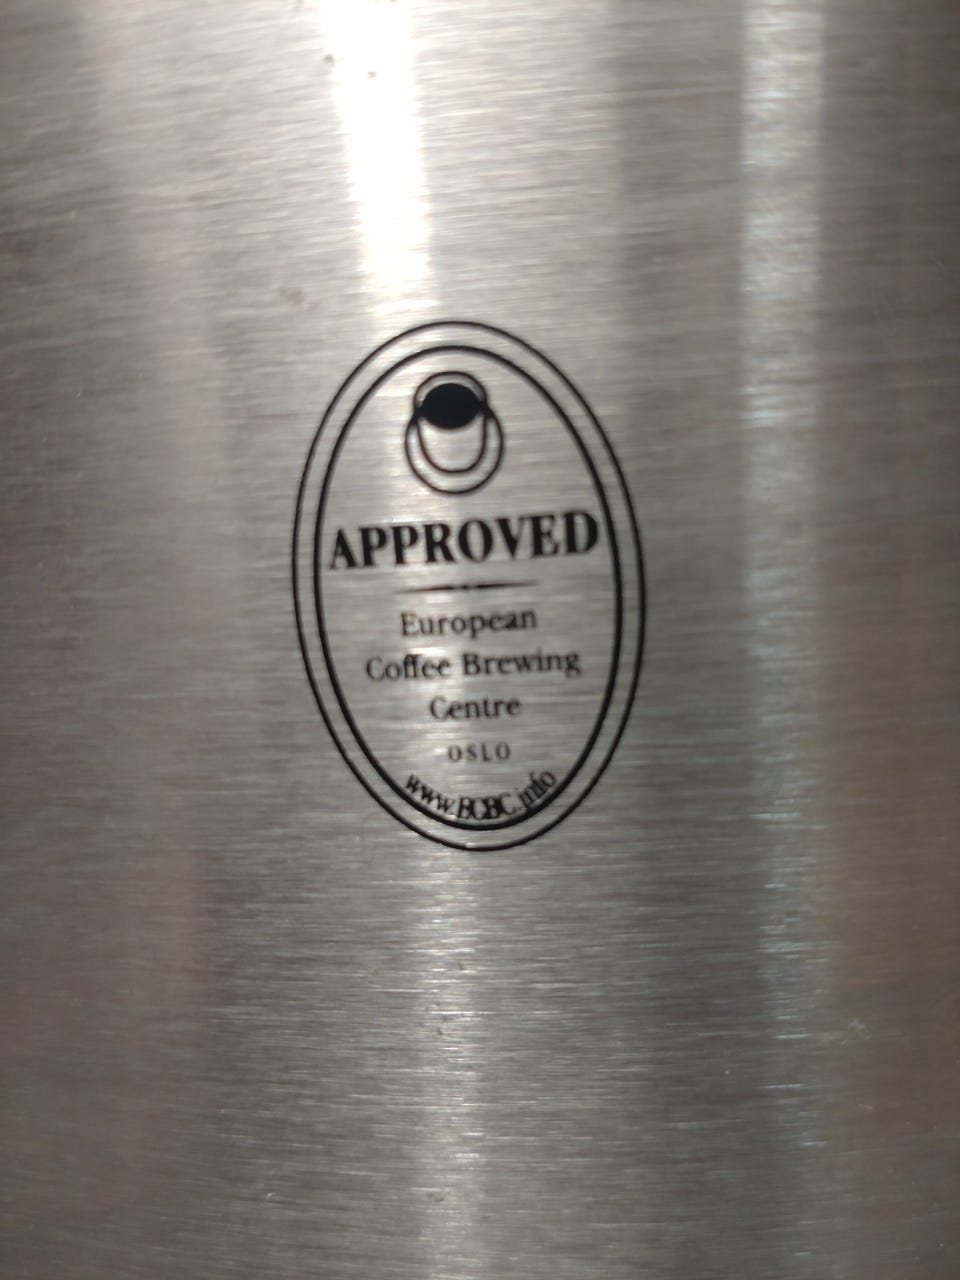 APPROVED
European
Coffee Brewing
Centre
OSLO
www.ECBC.info